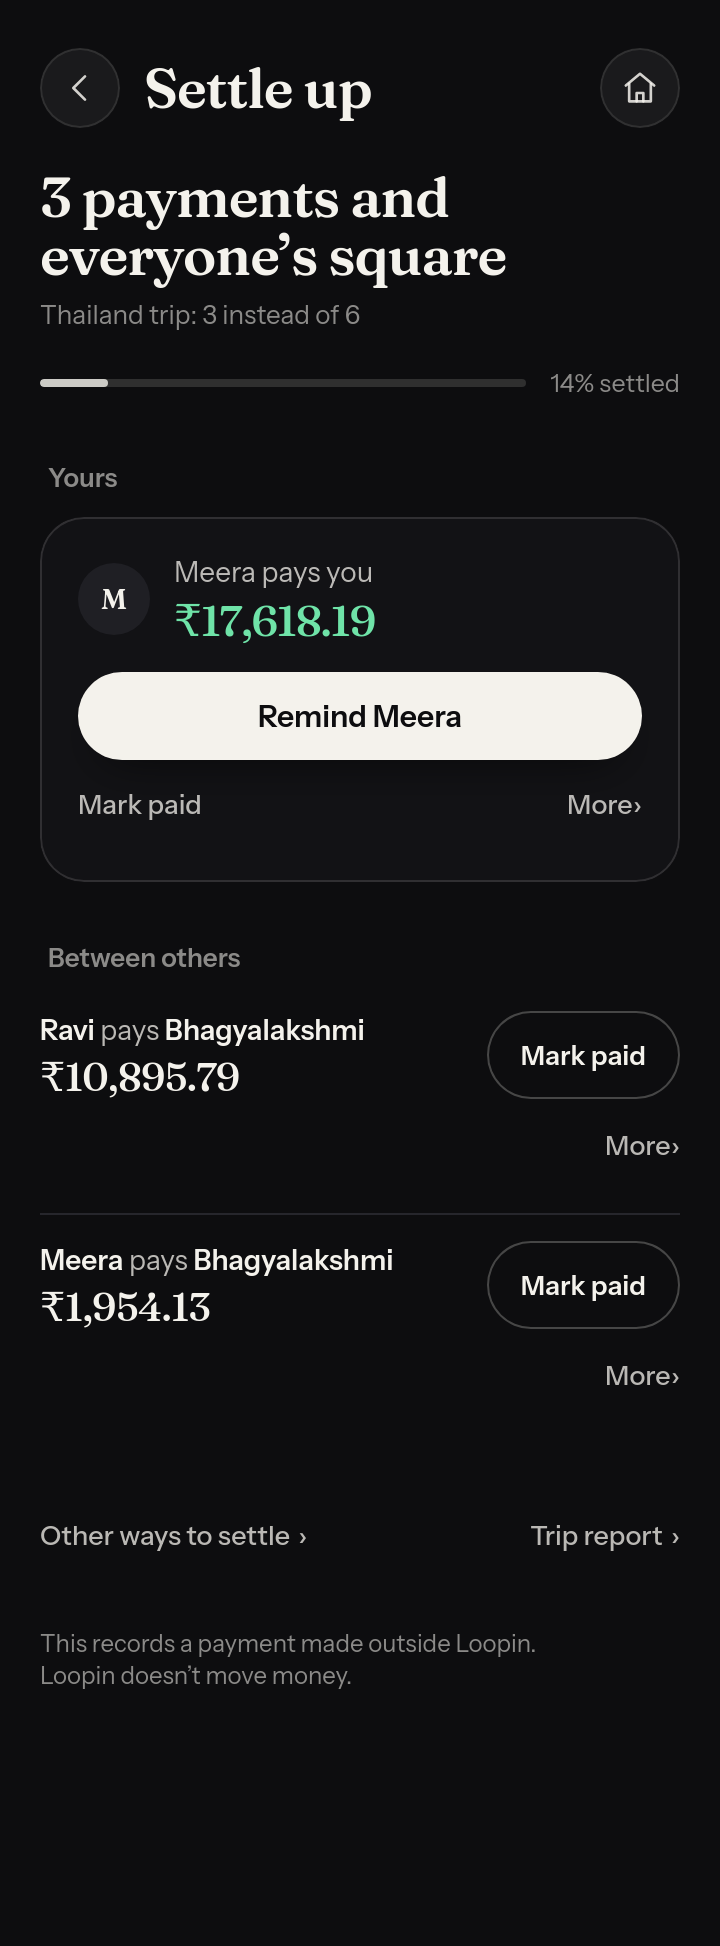 Settle up
3 payments and
everyone’s square
Thailand trip: 3 instead of 6
14% settled
Yours
M
Meera pays you
₹17,618.19
Remind Meera
Mark paid
More›
Between others
Ravi pays Bhagyalakshmi
₹10,895.79
Mark paid
More›
Meera pays Bhagyalakshmi
₹1,954.13
Mark paid
More›
Other ways to settle ›
Trip report ›
This records a payment made outside Loopin.
Loopin doesn’t move money.